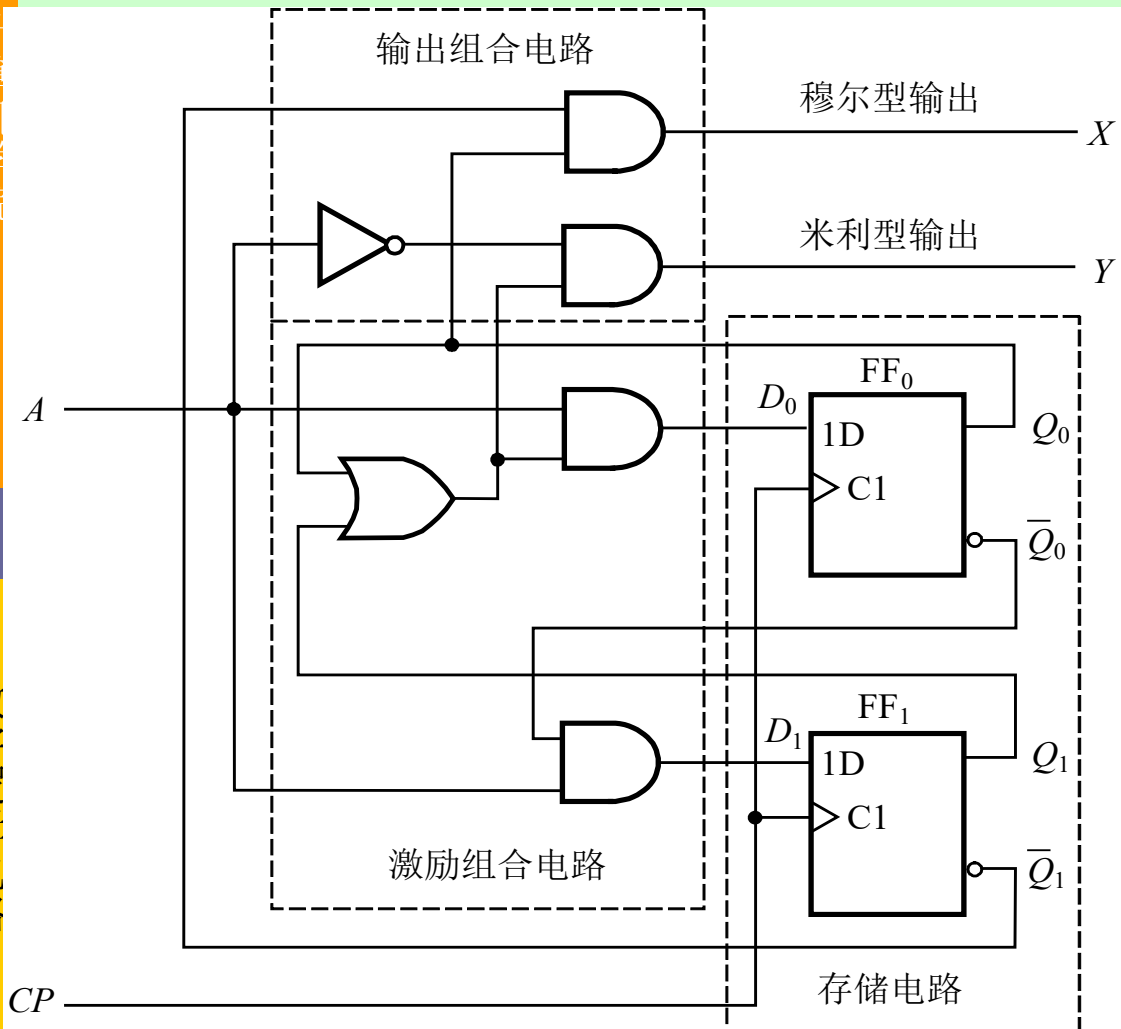 输出组合电路
穆尔型输出
X
米利型输出
Y
A
D₀
FF₀
1D
C1
Q₀
Q̅₀
D₁
FF₁
1D
C1
Q₁
Q̅₁
激励组合电路
存储电路
CP